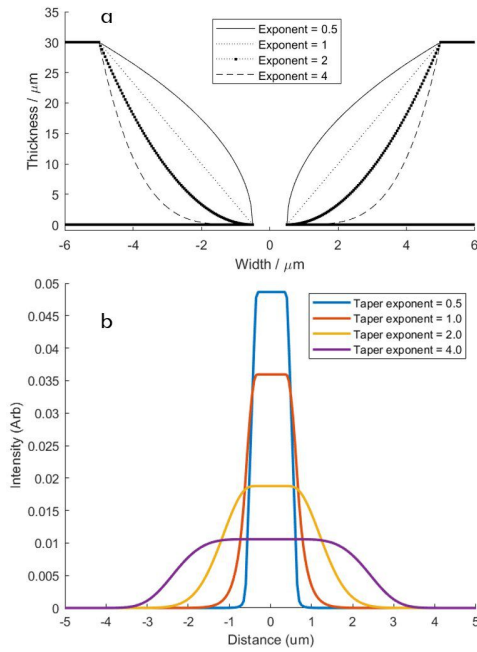 a
Exponent = 0.5
Exponent = 1
Exponent = 2
Exponent = 4
Thickness / μm
35
30
25
20
15
10
5
0
-6 -4 -2 0 2 4 6
Width / μm
b
Taper exponent = 0.5
Taper exponent = 1.0
Taper exponent = 2.0
Taper exponent = 4.0
Intensity (Arb)
0.05
0.045
0.04
0.035
0.03
0.025
0.02
0.015
0.01
0.005
0
-5 -4 -3 -2 -1 0 1 2 3 4 5
Distance (um)